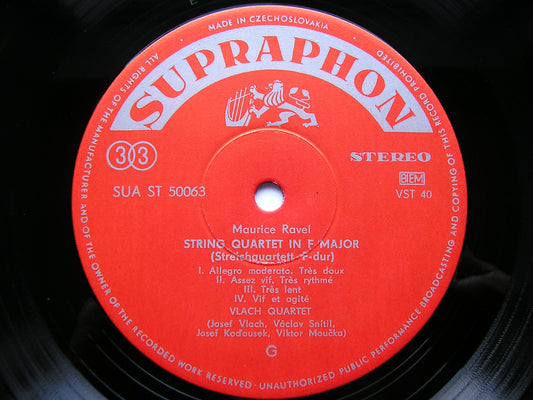 MADE IN CZECHOSLOVAKIA
ALL RIGHTS OF THE MANUFACTURER AND OF THE OWNER OF THE RECORDED WORK RESERVED · UNAUTHORIZED PUBLIC PERFORMANCE BROADCASTING AND COPYING OF THIS RECORD PROHIBITED
SUPRAPHON
33
STEREO
SUA ST 50063
BIEM
VST 40
Maurice Ravel
STRING QUARTET IN F MAJOR
(Streichquartett F-dur)
I. Allegro moderato. Très doux
II. Assez vif. Très rythmé
III. Très lent
IV. Vif et agité
VLACH QUARTET
(Josef Vlach, Václav Snítil,
Josef Koďousek, Viktor Moučka)
G